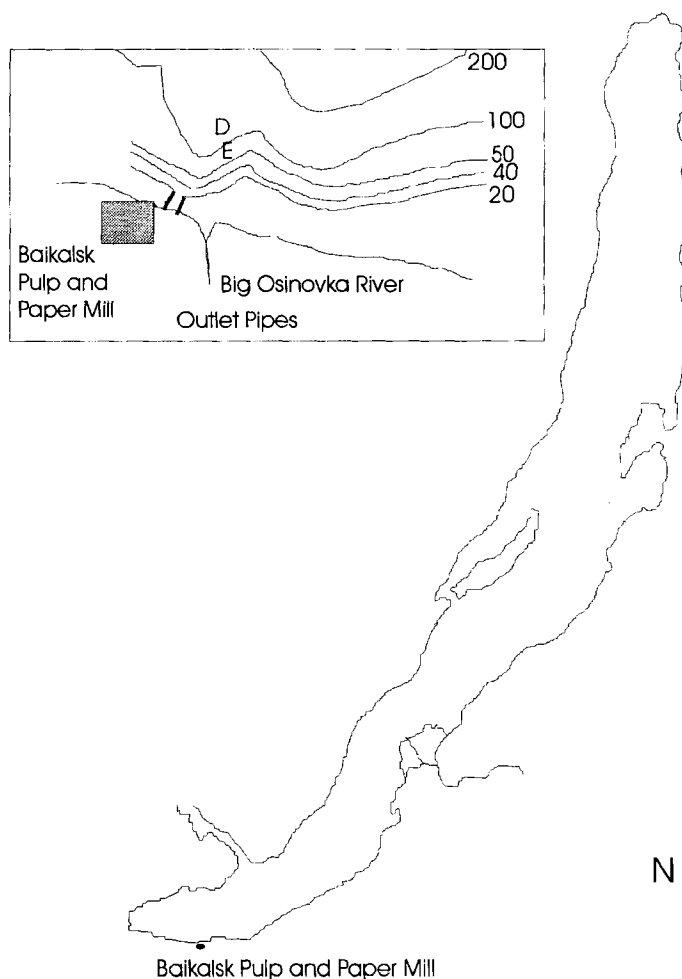 200
D
100
E
50
40
20
Baikalsk
Pulp and
Paper Mill
Big Osinovka River
Outlet Pipes
N
Baikalsk Pulp and Paper Mill